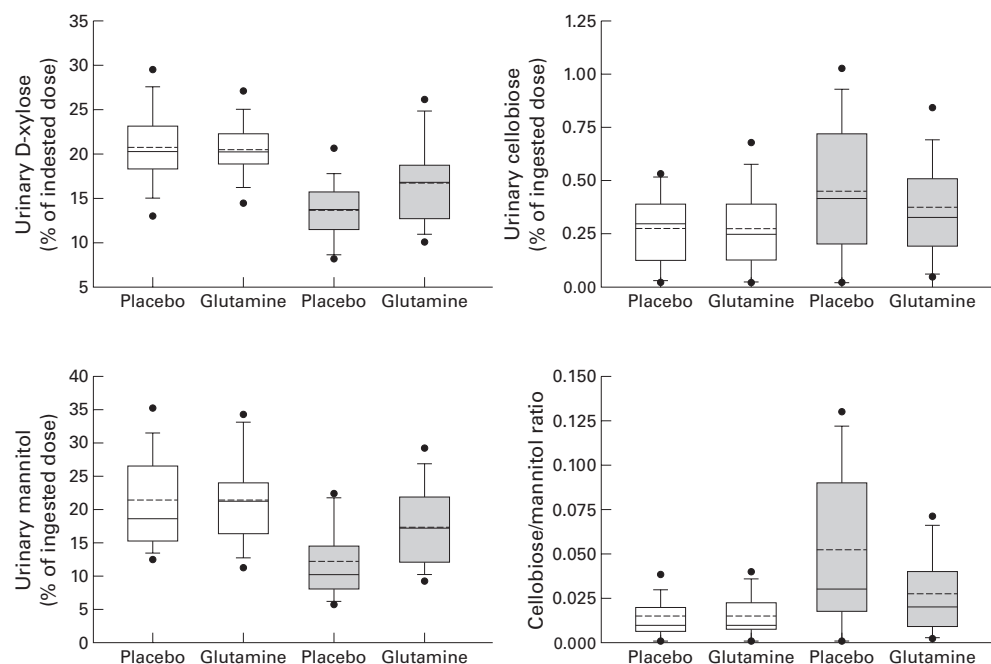 Urinary D-xylose
(% of indested dose)
35
30
25
20
15
10
5
Placebo Glutamine Placebo Glutamine
Urinary cellobiose
(% of ingested dose)
1.25
1.00
0.75
0.50
0.25
0.00
Placebo Glutamine Placebo Glutamine
Urinary mannitol
(% of ingested dose)
40
35
30
25
20
15
10
5
0
Placebo Glutamine Placebo Glutamine
Cellobiose/mannitol ratio
0.150
0.125
0.100
0.075
0.050
0.025
0.000
Placebo Glutamine Placebo Glutamine